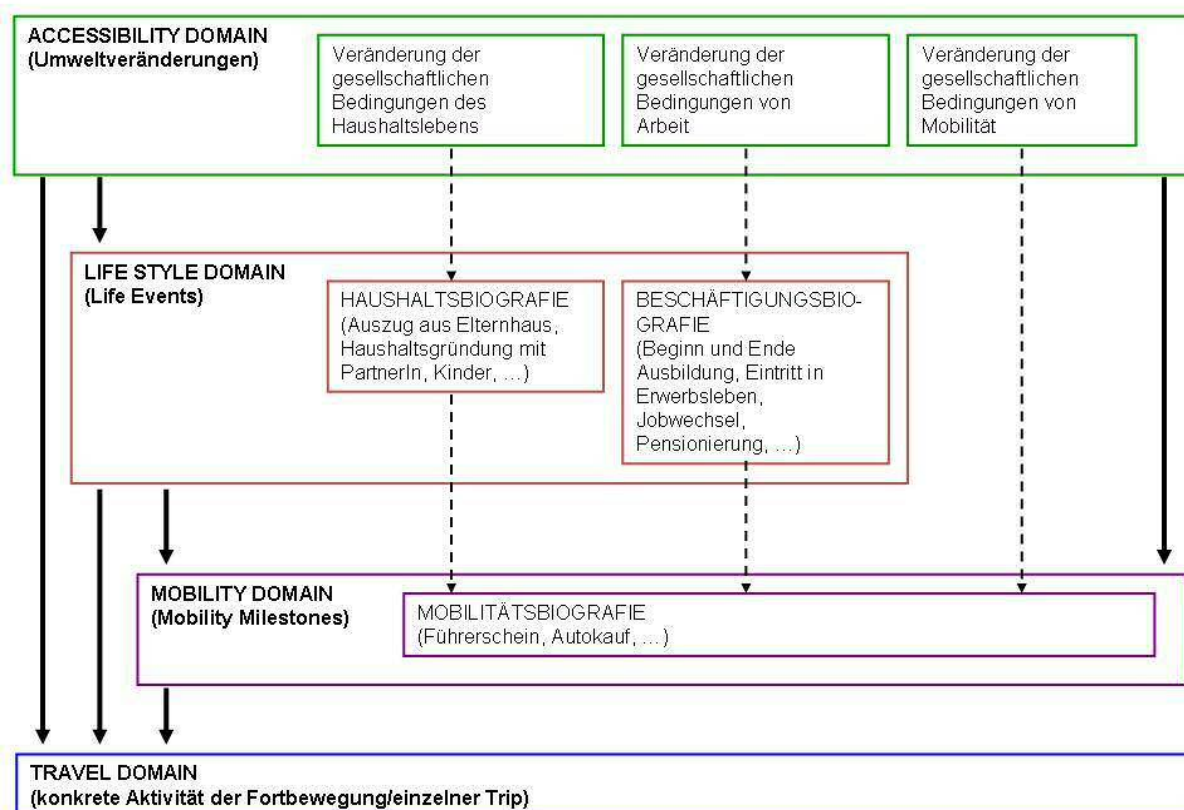 ACCESSIBILITY DOMAIN
(Umweltveränderungen)
Veränderung der
gesellschaftlichen
Bedingungen des
Haushaltslebens
Veränderung der
gesellschaftlichen
Bedingungen von
Arbeit
Veränderung der
gesellschaftlichen
Bedingungen von
Mobilität
LIFE STYLE DOMAIN
(Life Events)
HAUSHALTSBIOGRAFIE
(Auszug aus Elternhaus,
Haushaltsgründung mit
PartnerIn, Kinder, ...)
BESCHÄFTIGUNGSBIO-
GRAFIE
(Beginn und Ende
Ausbildung, Eintritt in
Erwerbsleben,
Jobwechsel,
Pensionierung, ...)
MOBILITY DOMAIN
(Mobility Milestones)
MOBILITÄTSBIOGRAFIE
(Führerschein, Autokauf, ...)
TRAVEL DOMAIN
(konkrete Aktivität der Fortbewegung/einzelner Trip)